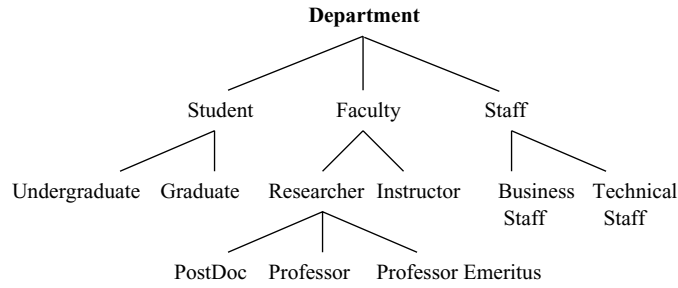 Department
Student Faculty Staff
Undergraduate Graduate Researcher Instructor Business Technical
Staff Staff
PostDoc Professor Professor Emeritus